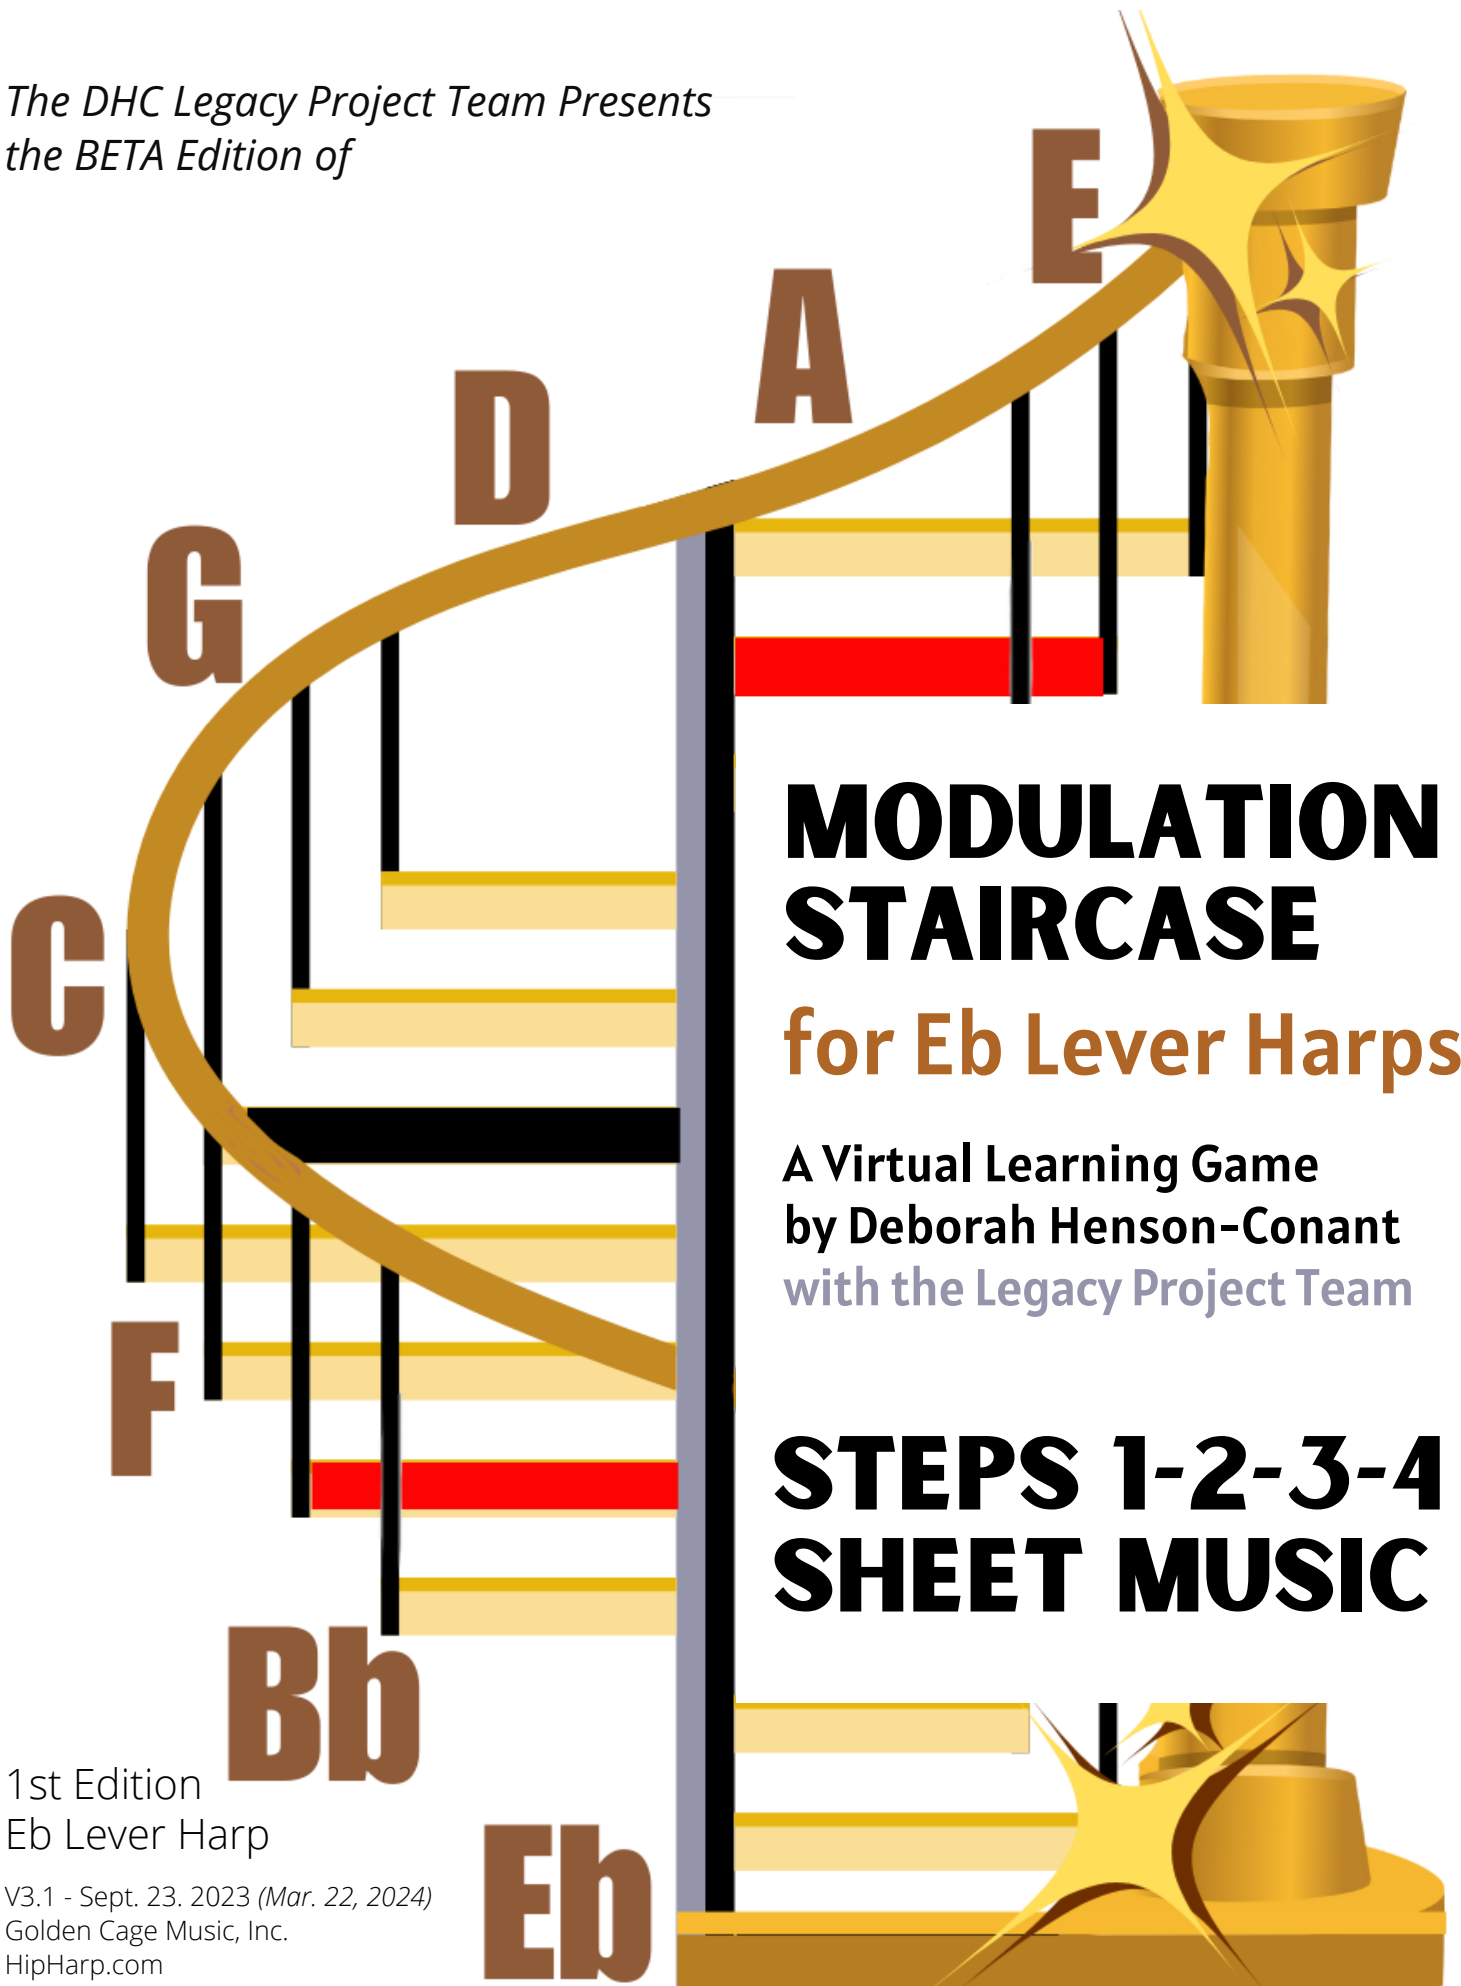 The DHC Legacy Project Team Presents
the BETA Edition of
E
A
D
G
C
F
Bb
Eb
MODULATION
STAIRCASE
for Eb Lever Harps
A Virtual Learning Game
by Deborah Henson-Conant
with the Legacy Project Team
STEPS 1-2-3-4
SHEET MUSIC
1st Edition
Eb Lever Harp
V3.1 - Sept. 23. 2023 (Mar. 22, 2024)
Golden Cage Music, Inc.
HipHarp.com